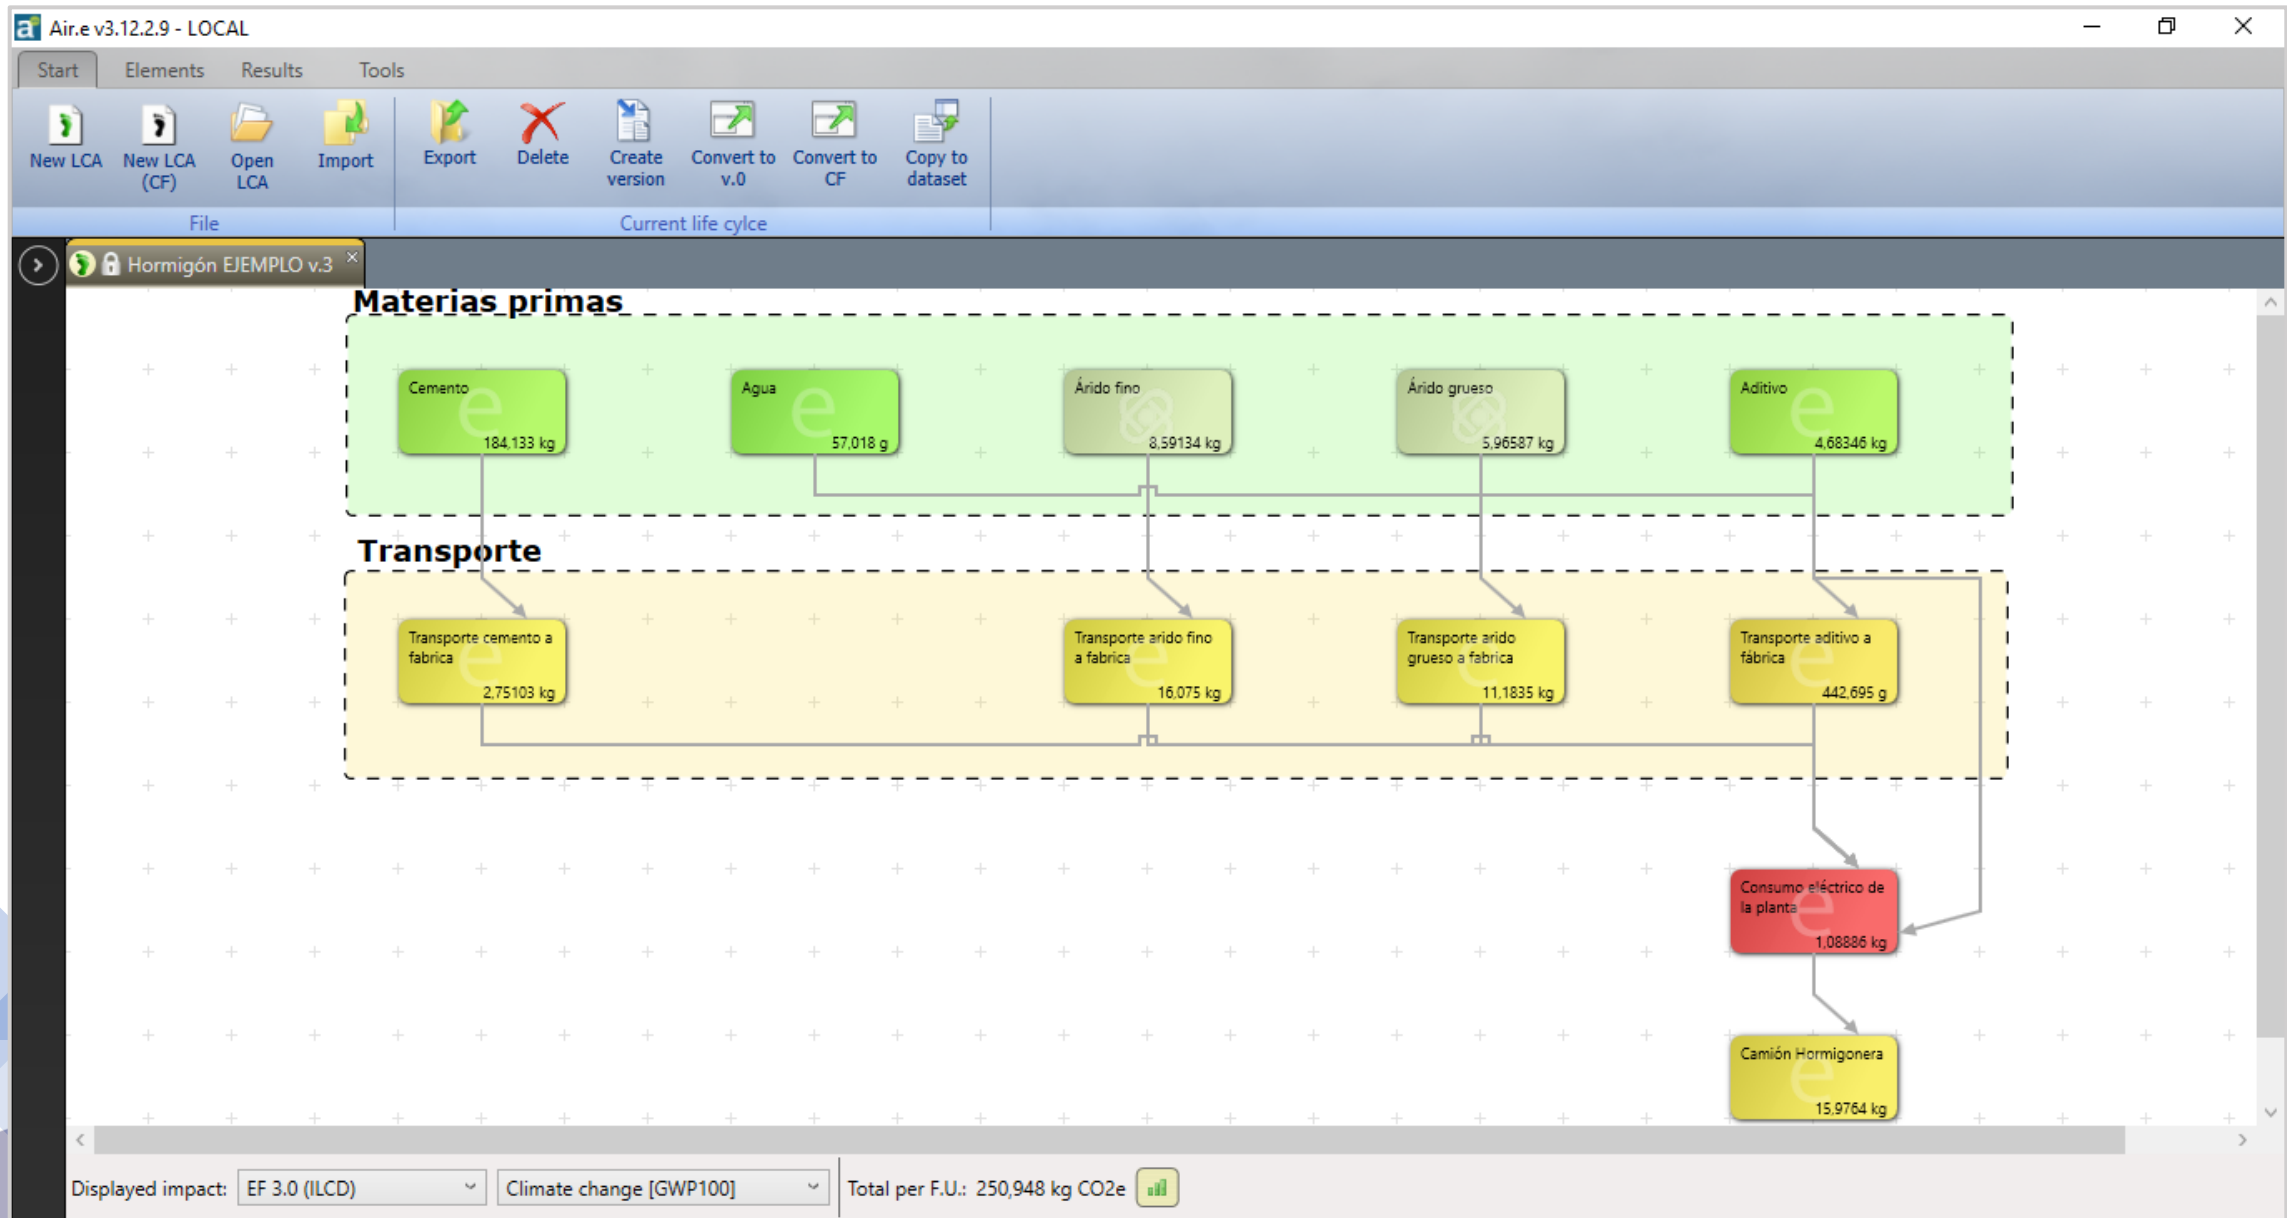 Air.e v3.12.2.9 - LOCAL
Start Elements Results Tools
New LCA
New LCA
(CF)
Open
LCA
Import
Export
Delete
Create
version
Convert to
v.0
Convert to
CF
Copy to
dataset
File
Current life cylce
Hormigón EJEMPLO v.3
Materias primas
Cemento
184,133 kg
Agua
57,018 g
Árido fino
8,59134 kg
Árido grueso
5,96587 kg
Aditivo
4,68346 kg
Transporte
Transporte cemento a
fabrica
2,75103 kg
Transporte arido fino
a fabrica
16,075 kg
Transporte arido
grueso a fabrica
11,1835 kg
Transporte aditivo a
fábrica
442,695 g
Consumo eléctrico de
la planta
1,08886 kg
Camión Hormigonera
15,9764 kg
Displayed impact: EF 3.0 (ILCD) Climate change [GWP100] Total per F.U.: 250,948 kg CO2e